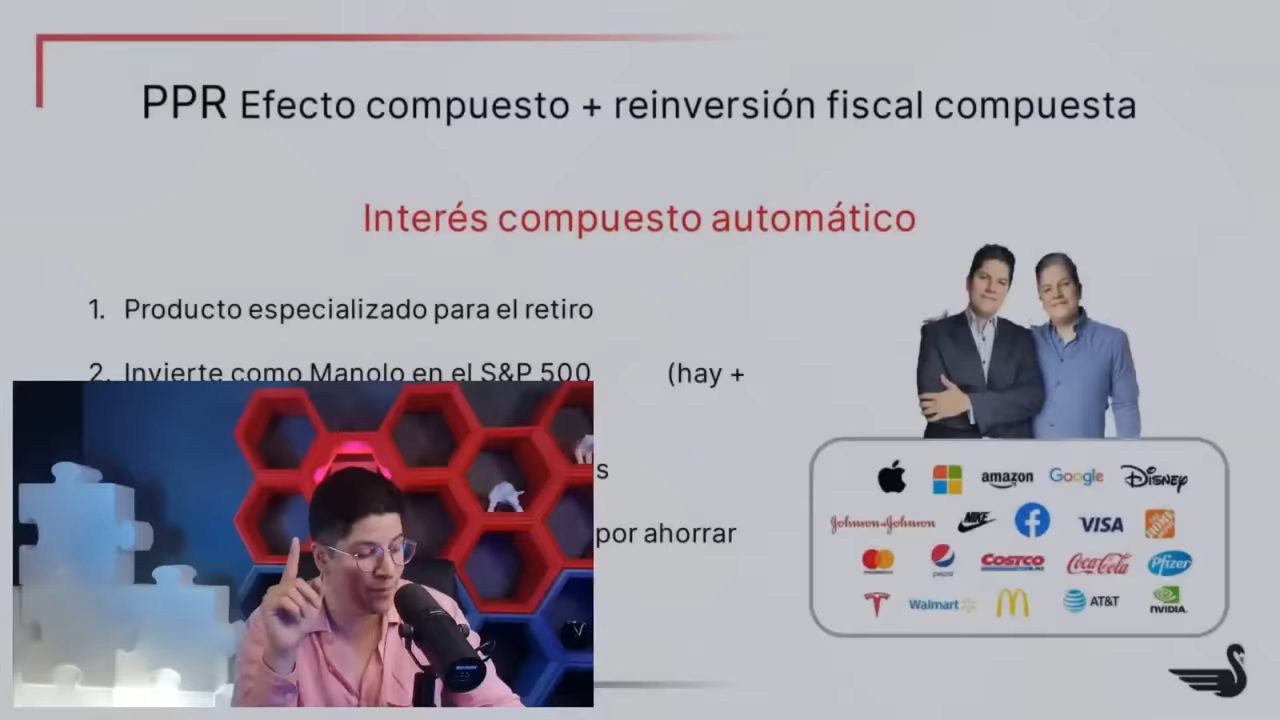 PPR Efecto compuesto + reinversión fiscal compuesta
Interés compuesto automático
1. Producto especializado para el retiro
2. Invierte como Manolo en el S&P 500 (hay +
s
por ahorrar
amazon Google Disney
Johnson & Johnson NIKE VISA
pepsi COSTCO Coca-Cola Pfizer
Walmart AT&T NVIDIA